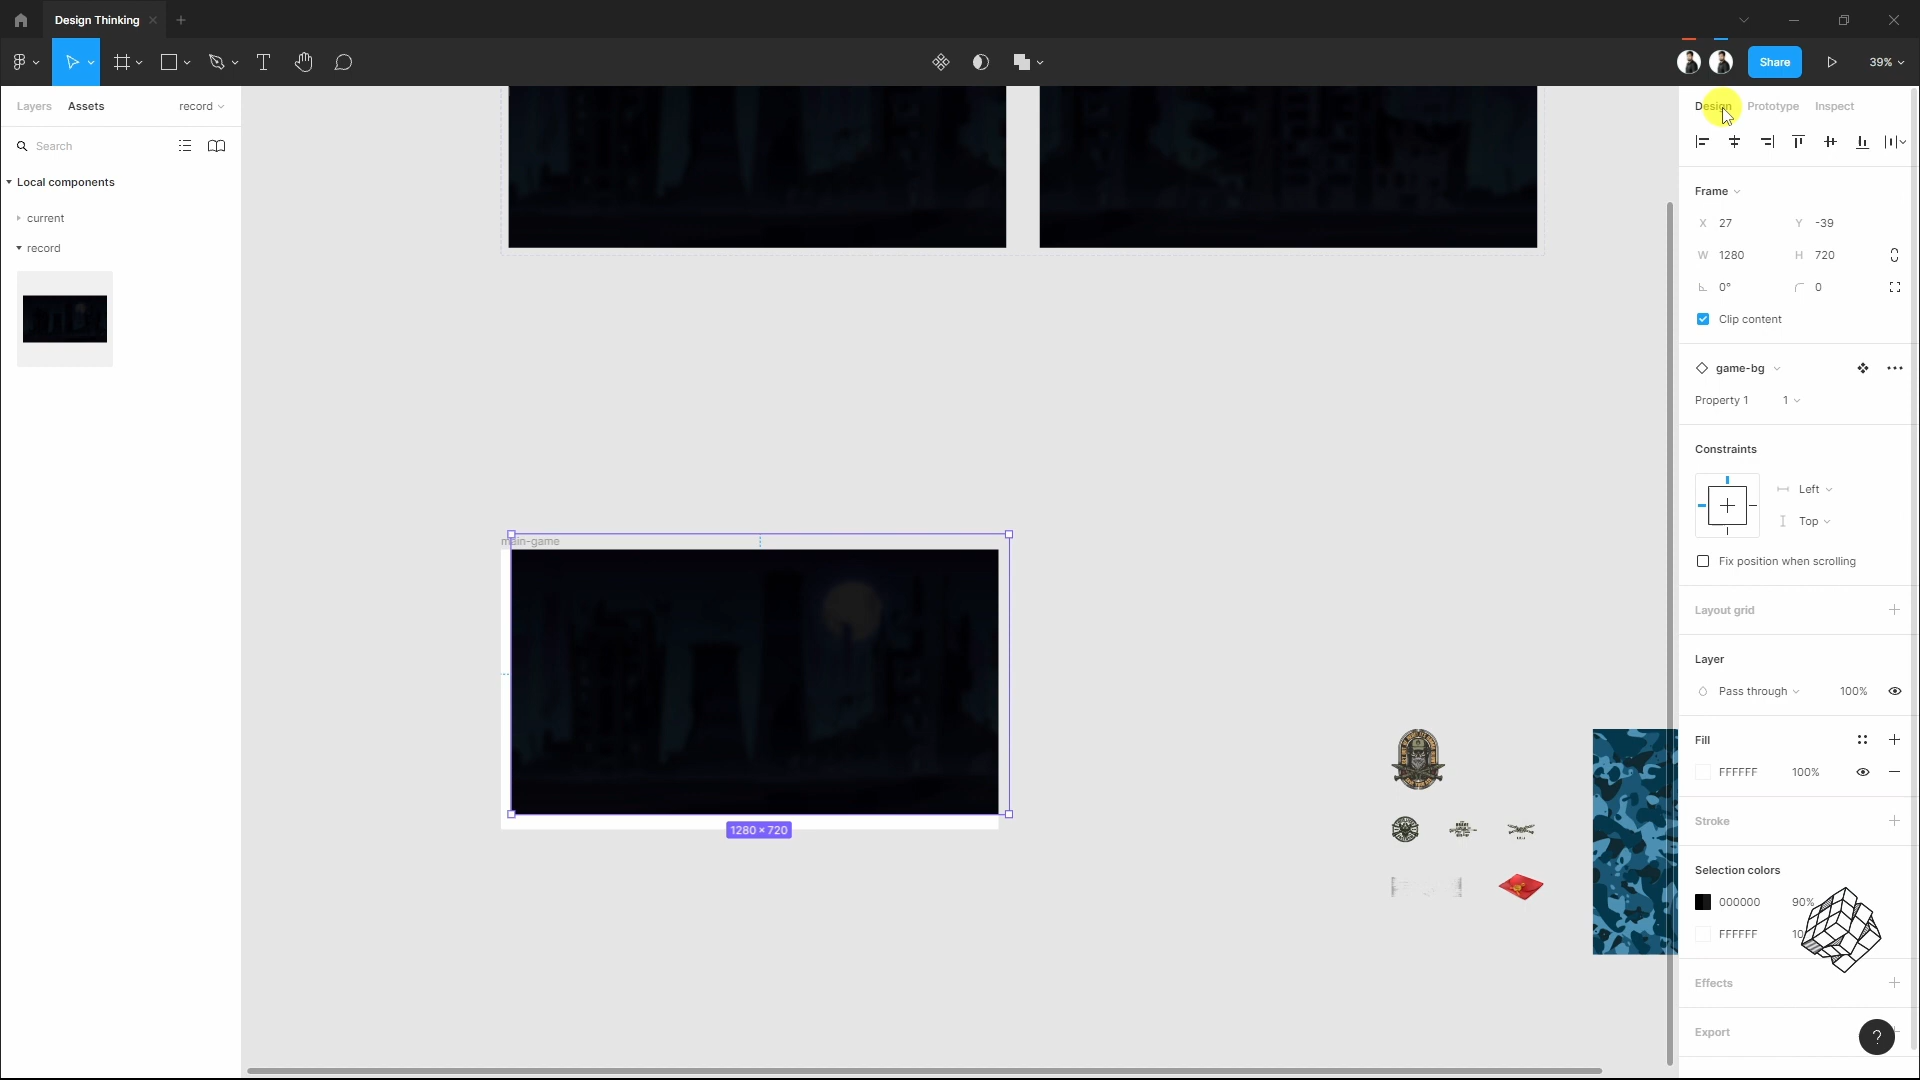 Design Thinking
Share
39%
Layers Assets record
Search
Local components
current
record
main-game
1280 × 720
Design Prototype Inspect
Frame
X 27 Y -39
W 1280 H 720
0° 0
Clip content
game-bg
Property 1 1
Constraints
Left
Top
Fix position when scrolling
Layout grid
Layer
Pass through 100%
Fill
FFFFFF 100%
Stroke
Selection colors
000000 90%
FFFFFF 10
Effects
Export
?